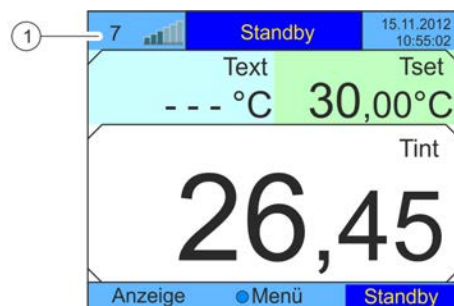 1
7 Standby 15.11.2012
10:55:02
Text Tset
- - - °C 30,00°C
Tint
26,45
Anzeige Menü Standby